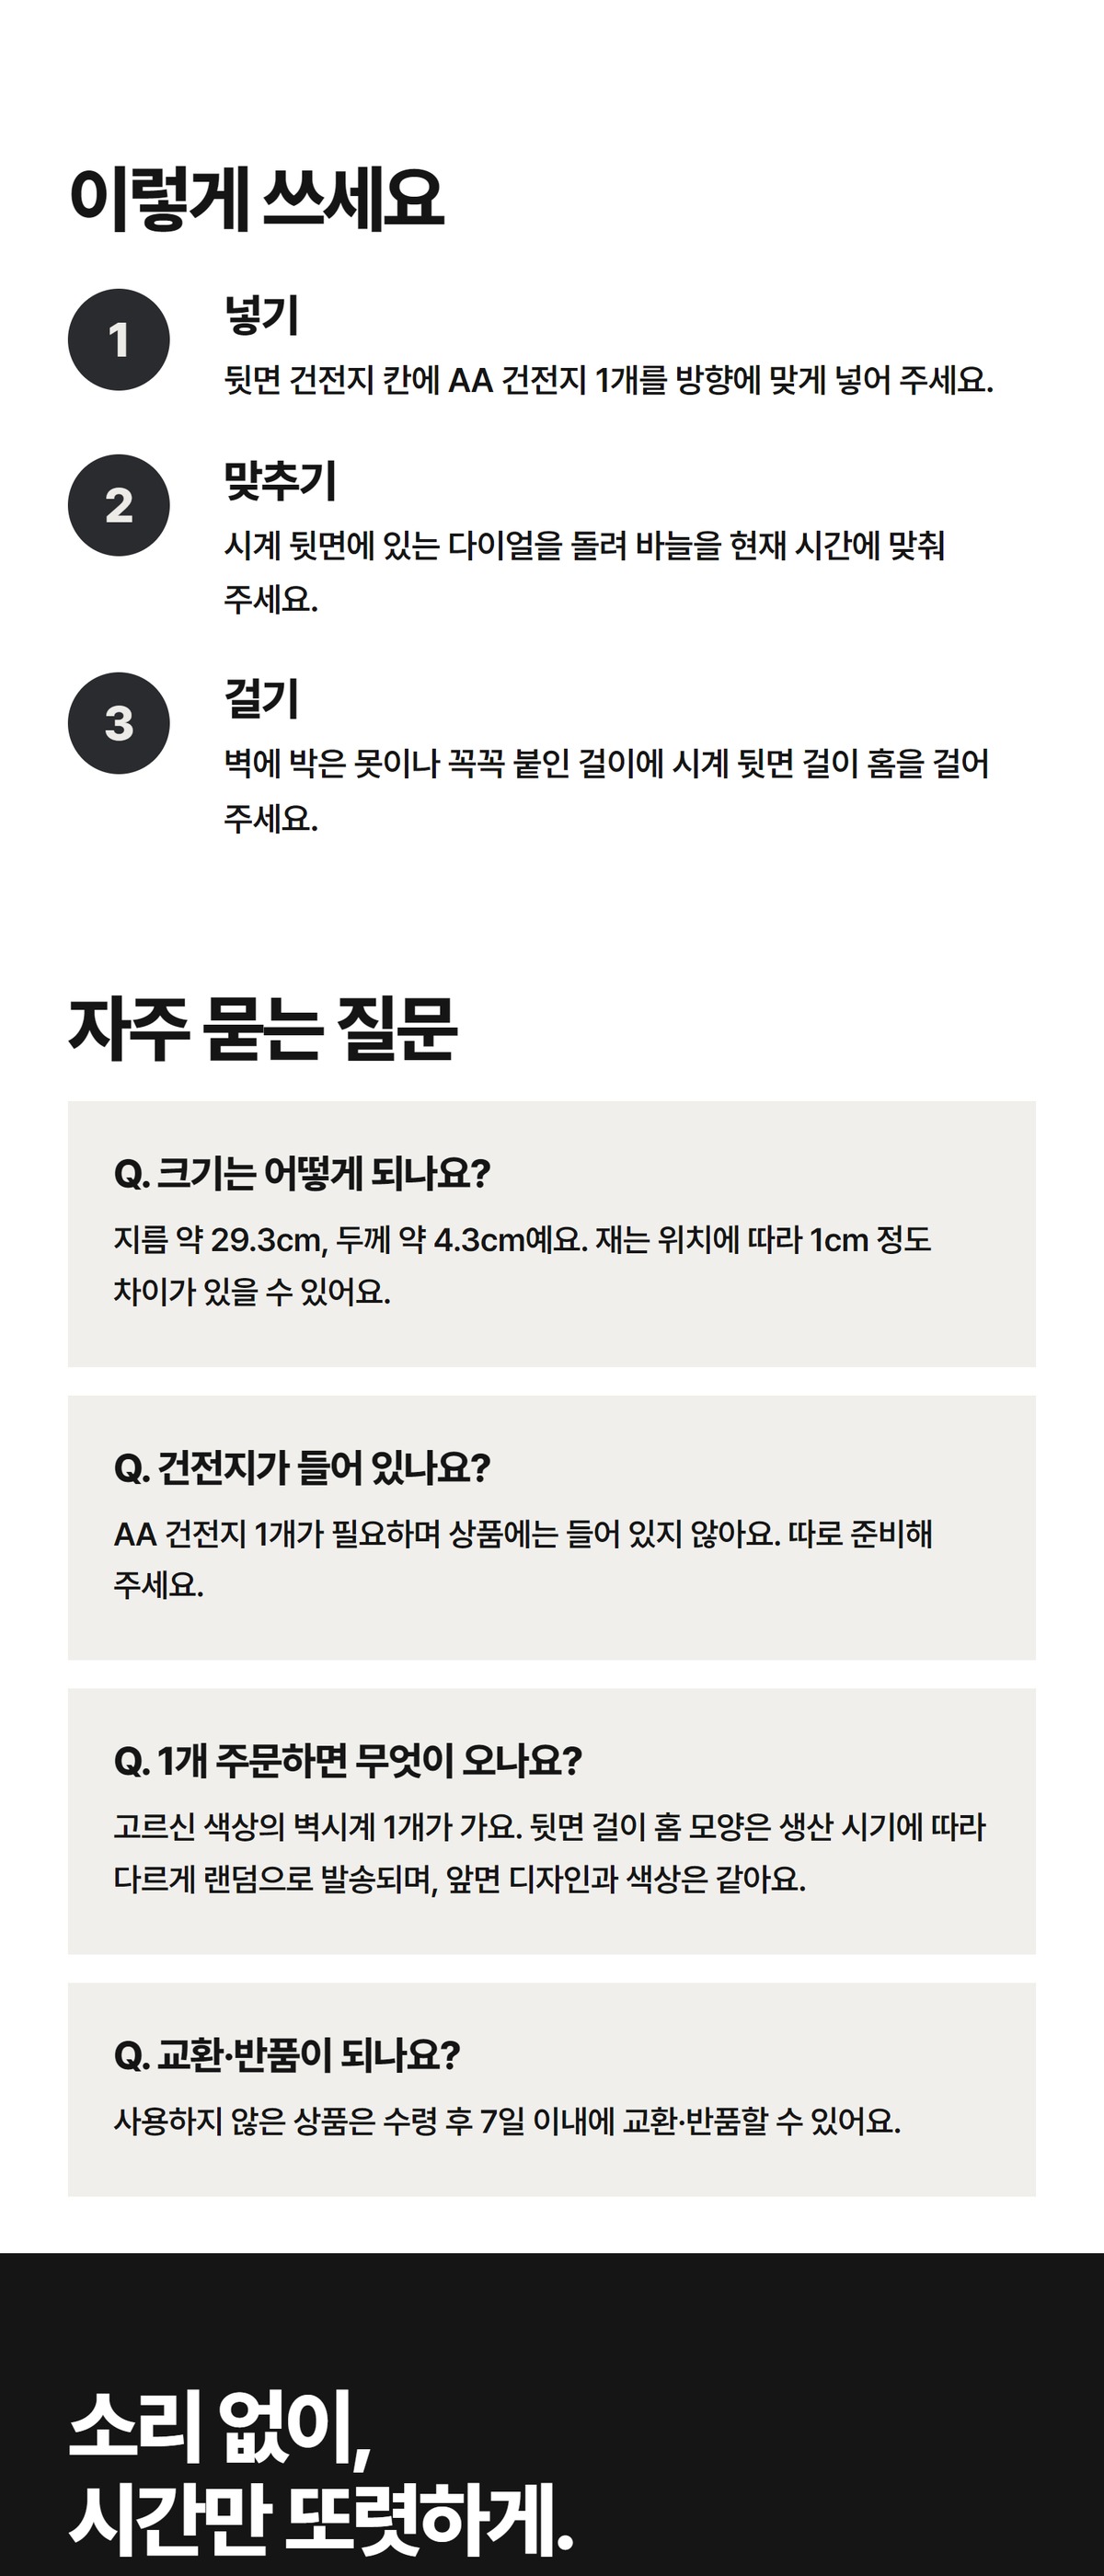 이렇게 쓰세요
1
넣기
뒷면 건전지 칸에 AA 건전지 1개를 방향에 맞게 넣어 주세요.
2
맞추기
시계 뒷면에 있는 다이얼을 돌려 바늘을 현재 시간에 맞춰
주세요.
3
걸기
벽에 박은 못이나 꼭꼭 붙인 걸이에 시계 뒷면 걸이 홈을 걸어
주세요.
자주 묻는 질문
Q. 크기는 어떻게 되나요?
지름 약 29.3cm, 두께 약 4.3cm예요. 재는 위치에 따라 1cm 정도
차이가 있을 수 있어요.
Q. 건전지가 들어 있나요?
AA 건전지 1개가 필요하며 상품에는 들어 있지 않아요. 따로 준비해
주세요.
Q. 1개 주문하면 무엇이 오나요?
고르신 색상의 벽시계 1개가 가요. 뒷면 걸이 홈 모양은 생산 시기에 따라
다르게 랜덤으로 발송되며, 앞면 디자인과 색상은 같아요.
Q. 교환·반품이 되나요?
사용하지 않은 상품은 수령 후 7일 이내에 교환·반품할 수 있어요.
소리 없이,
시간만 또렷하게.